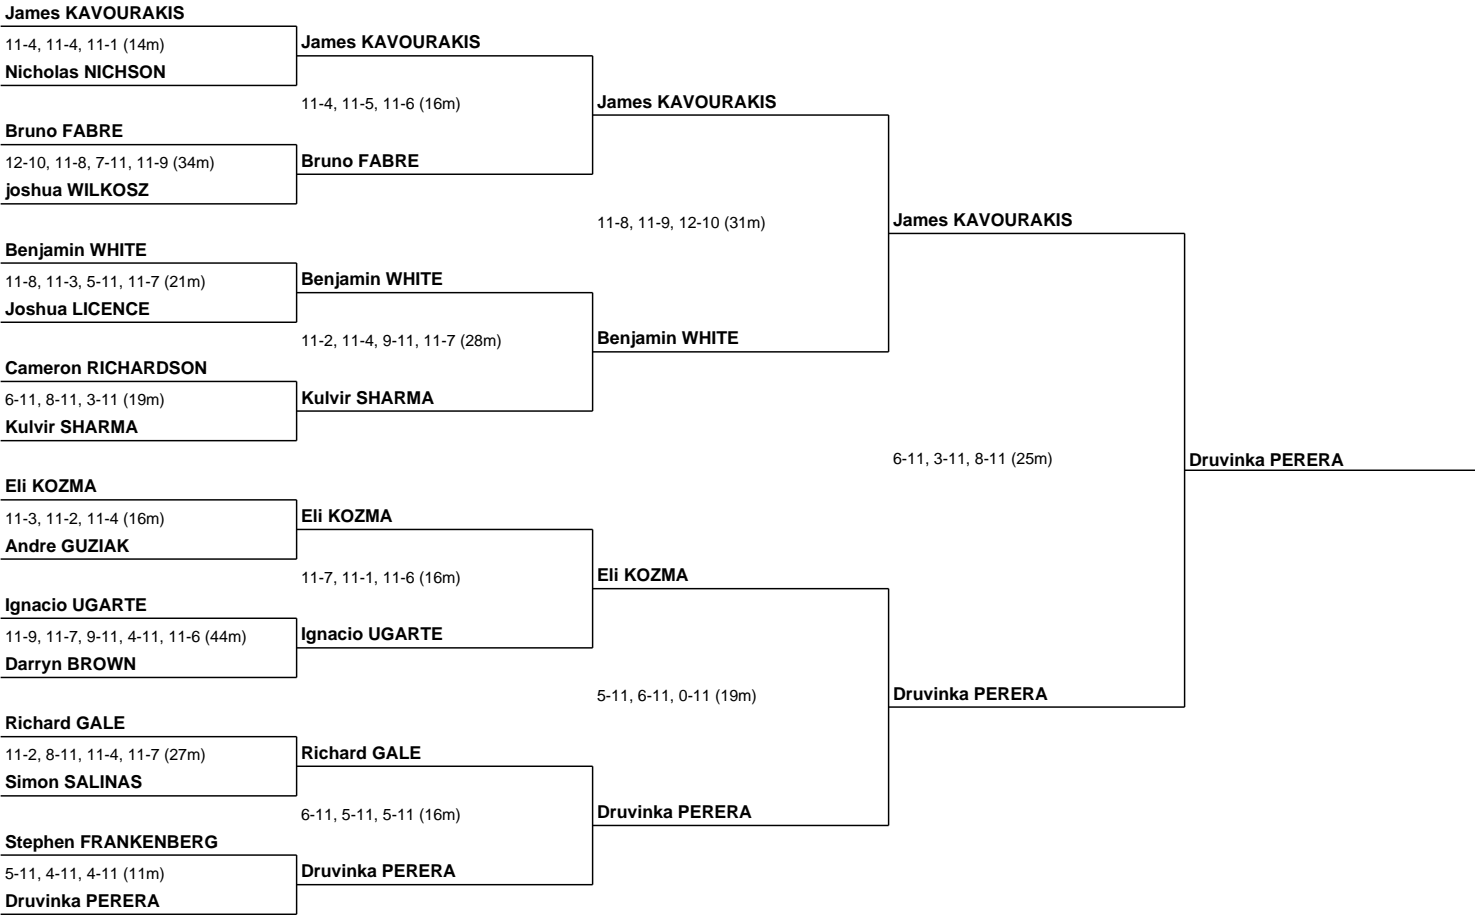 James KAVOURAKIS
11-4, 11-4, 11-1 (14m)
Nicholas NICHSON
Bruno FABRE
12-10, 11-8, 7-11, 11-9 (34m)
joshua WILKOSZ
Benjamin WHITE
11-8, 11-3, 5-11, 11-7 (21m)
Joshua LICENCE
Cameron RICHARDSON
6-11, 8-11, 3-11 (19m)
Kulvir SHARMA
Eli KOZMA
11-3, 11-2, 11-4 (16m)
Andre GUZIAK
Ignacio UGARTE
11-9, 11-7, 9-11, 4-11, 11-6 (44m)
Darryn BROWN
Richard GALE
11-2, 8-11, 11-4, 11-7 (27m)
Simon SALINAS
Stephen FRANKENBERG
5-11, 4-11, 4-11 (11m)
Druvinka PERERA
James KAVOURAKIS
11-4, 11-5, 11-6 (16m)
Bruno FABRE
Benjamin WHITE
11-2, 11-4, 9-11, 11-7 (28m)
Kulvir SHARMA
Eli KOZMA
11-7, 11-1, 11-6 (16m)
Ignacio UGARTE
Richard GALE
6-11, 5-11, 5-11 (16m)
Druvinka PERERA
James KAVOURAKIS
11-8, 11-9, 12-10 (31m)
Benjamin WHITE
Eli KOZMA
5-11, 6-11, 0-11 (19m)
Druvinka PERERA
James KAVOURAKIS
6-11, 3-11, 8-11 (25m)
Druvinka PERERA
Druvinka PERERA